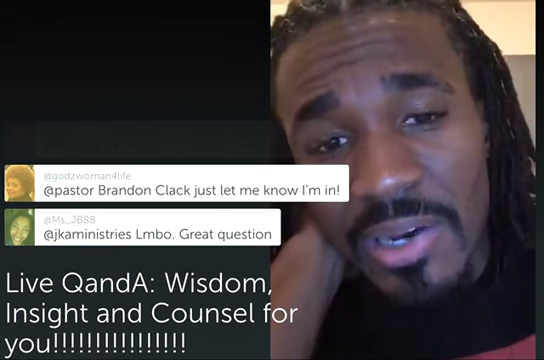 @godzwoman4life
@pastor Brandon Clack just let me know I'm in!
@Ms_JB88
@jkaministries Lmbo. Great question
Live QandA: Wisdom,
Insight and Counsel for
you!!!!!!!!!!!!!!!!!